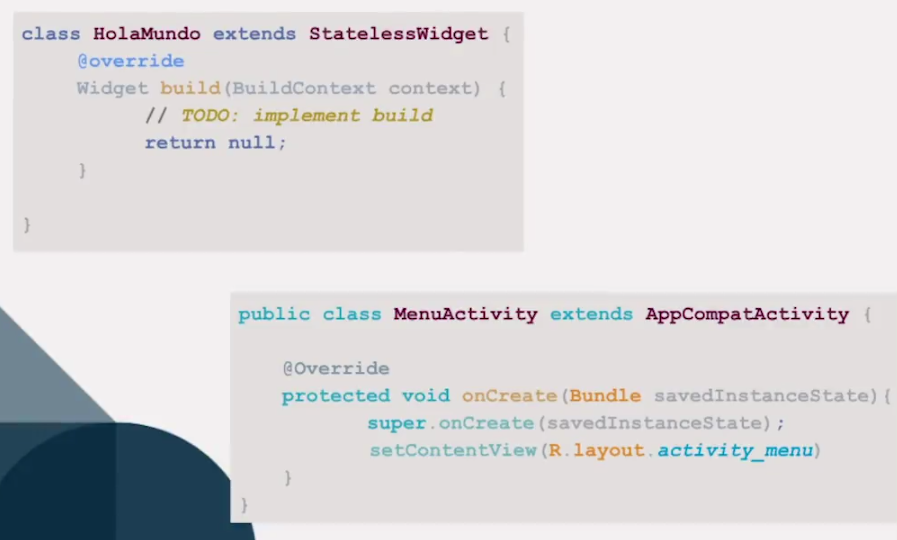 class HolaMundo extends StatelessWidget {
@override
Widget build(BuildContext context) {
// TODO: implement build
return null;
}
}
public class MenuActivity extends AppCompatActivity {
@Override
protected void onCreate(Bundle savedInstanceState){
super.onCreate(savedInstanceState);
setContentView(R.layout.activity_menu)
}
}